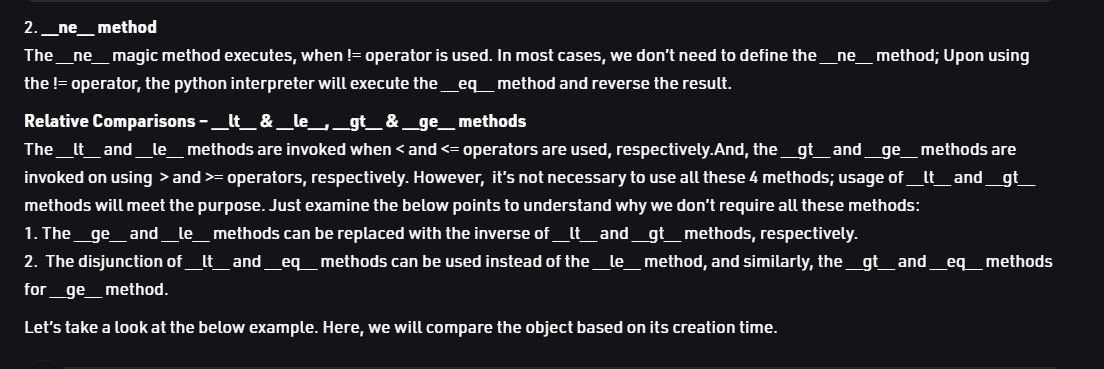 2. __ne__ method
The __ne__ magic method executes, when != operator is used. In most cases, we don't need to define the __ne__ method; Upon using
the != operator, the python interpreter will execute the __eq__ method and reverse the result.
Relative Comparisons – __lt__ & __le__, __gt__ & __ge__ methods
The __lt__ and __le__ methods are invoked when < and <= operators are used, respectively.And, the __gt__ and __ge__ methods are
invoked on using > and >= operators, respectively. However, it's not necessary to use all these 4 methods; usage of __lt__ and __gt__
methods will meet the purpose. Just examine the below points to understand why we don't require all these methods:
1. The __ge__ and __le__ methods can be replaced with the inverse of __lt__ and __gt__ methods, respectively.
2. The disjunction of __lt__ and __eq__ methods can be used instead of the __le__ method, and similarly, the __gt__ and __eq__ methods
for __ge__ method.
Let's take a look at the below example. Here, we will compare the object based on its creation time.